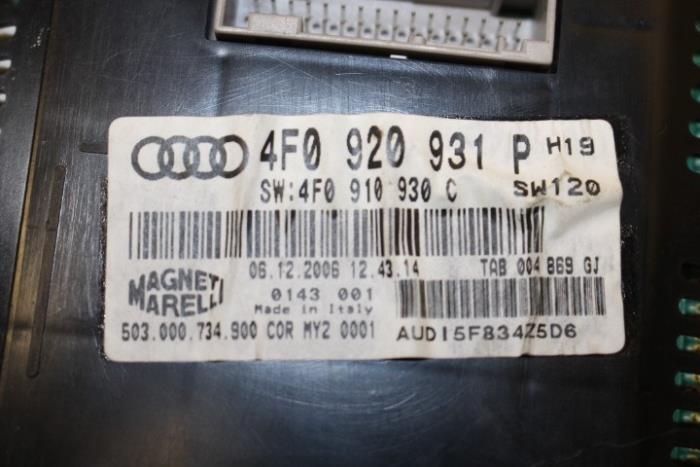 4F0 920 931 P H19
SW:4F0 910 930 C SW120
06.12.2006 12.43.14 TAB 004 869 GJ
MAGNETI
MARELLI
0143 001
Made in Italy
503.000.734.900 COR MY2 0001 AUDI5F834Z5D6